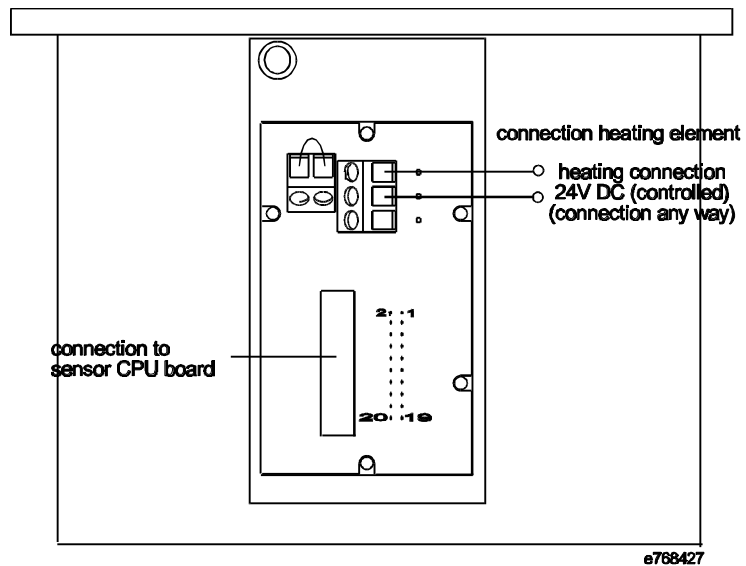 connection heating element
heating connection
24V DC (controlled)
(connection any way)
2 1
connection to
sensor CPU board
20 19
e768427